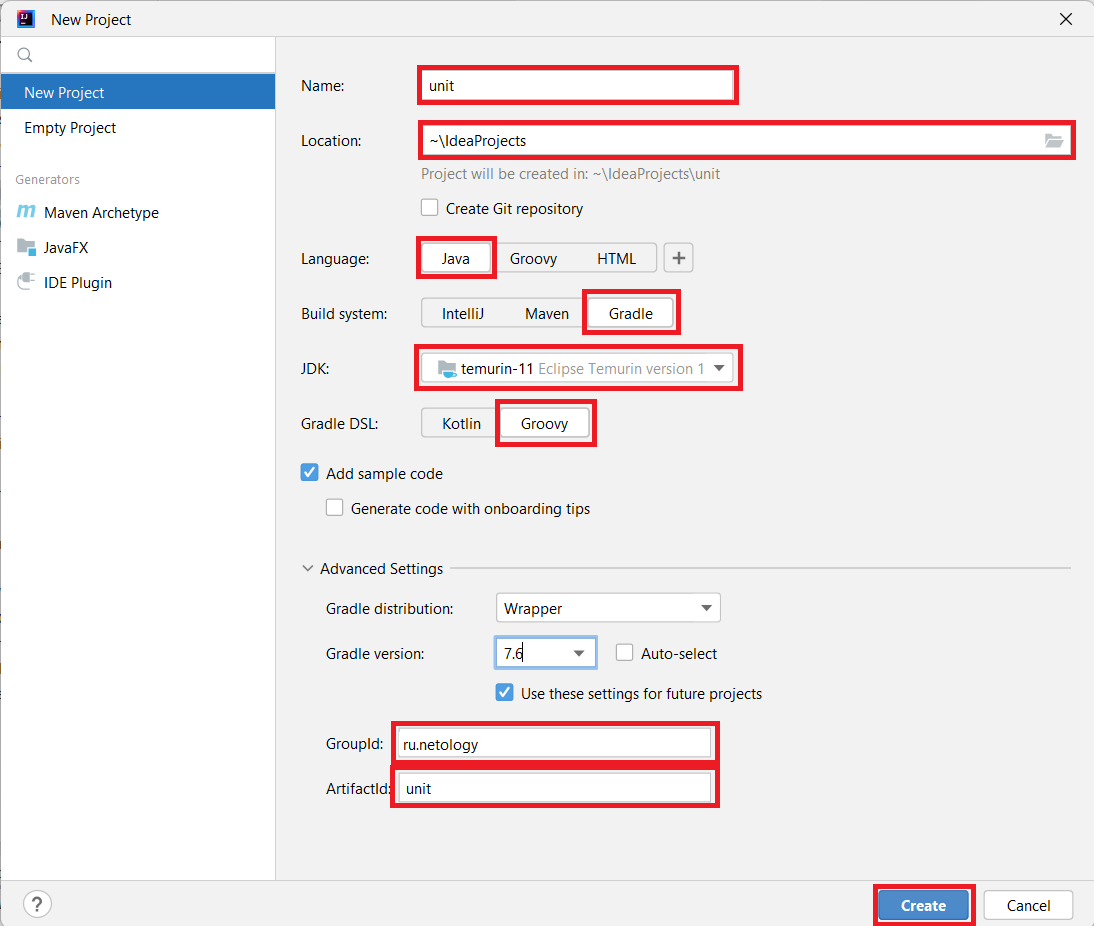 New Project
New Project
Empty Project
Generators
Maven Archetype
JavaFX
IDE Plugin
Name: unit
Location: ~\IdeaProjects
Project will be created in: ~\IdeaProjects\unit
Create Git repository
Language: Java Groovy HTML +
Build system: IntelliJ Maven Gradle
JDK: temurin-11 Eclipse Temurin version 1
Gradle DSL: Kotlin Groovy
Add sample code
Generate code with onboarding tips
Advanced Settings
Gradle distribution: Wrapper
Gradle version: 7.6 Auto-select
Use these settings for future projects
GroupId: ru.netology
ArtifactId: unit
? Create Cancel